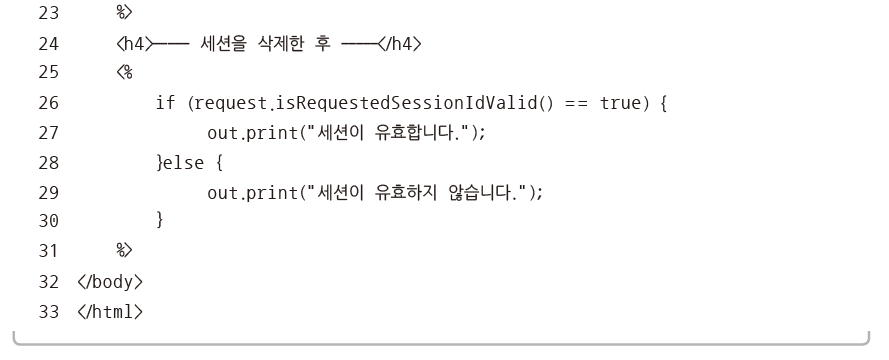 23 %>
24 <h4>---- 세션을 삭제한 후 ----</h4>
25 <%
26 if (request.isRequestedSessionIdValid() == true) {
27 out.print("세션이 유효합니다.");
28 }else {
29 out.print("세션이 유효하지 않습니다.");
30 }
31 %>
32 </body>
33 </html>